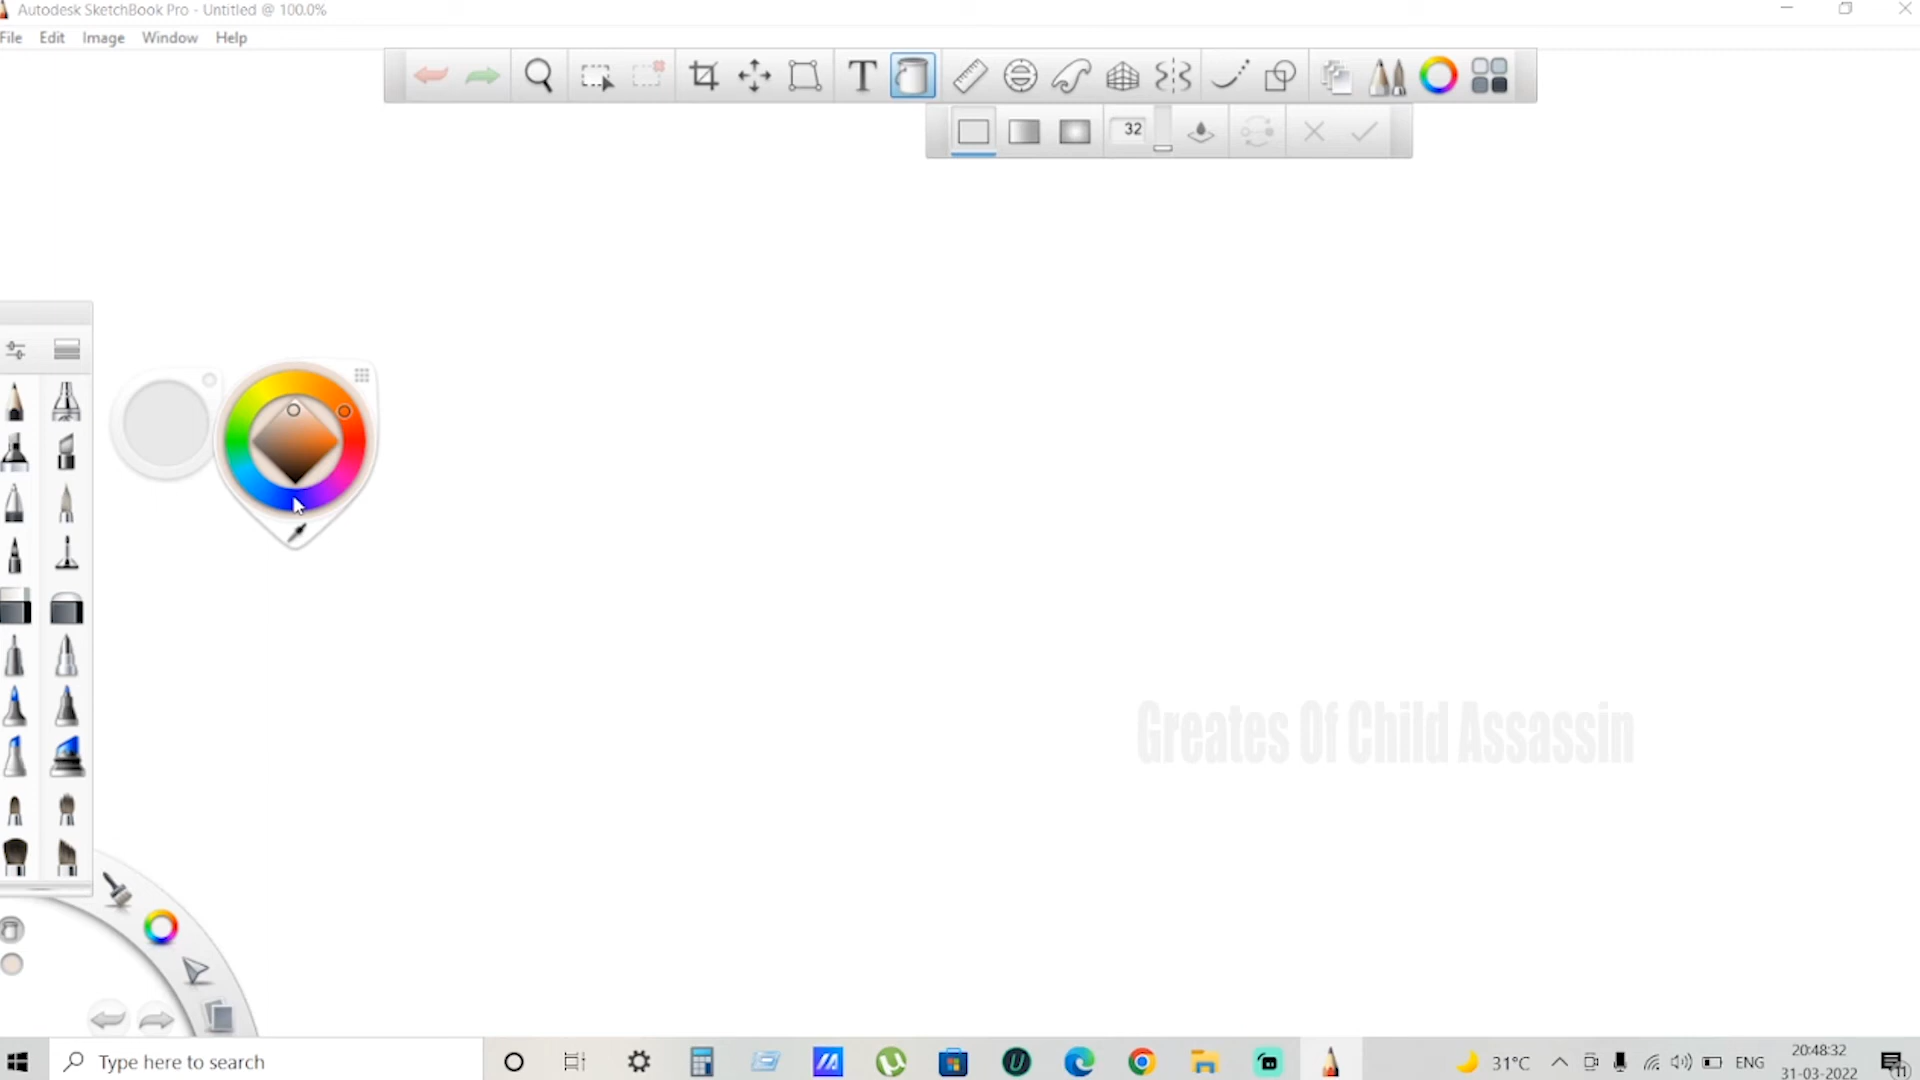 Autodesk SketchBook Pro - Untitled @ 100.0%
File Edit Image Window Help
T
32
Greates Of Child Assassin
Type here to search
31°C
ENG
20:48:32
31-03-2022
11